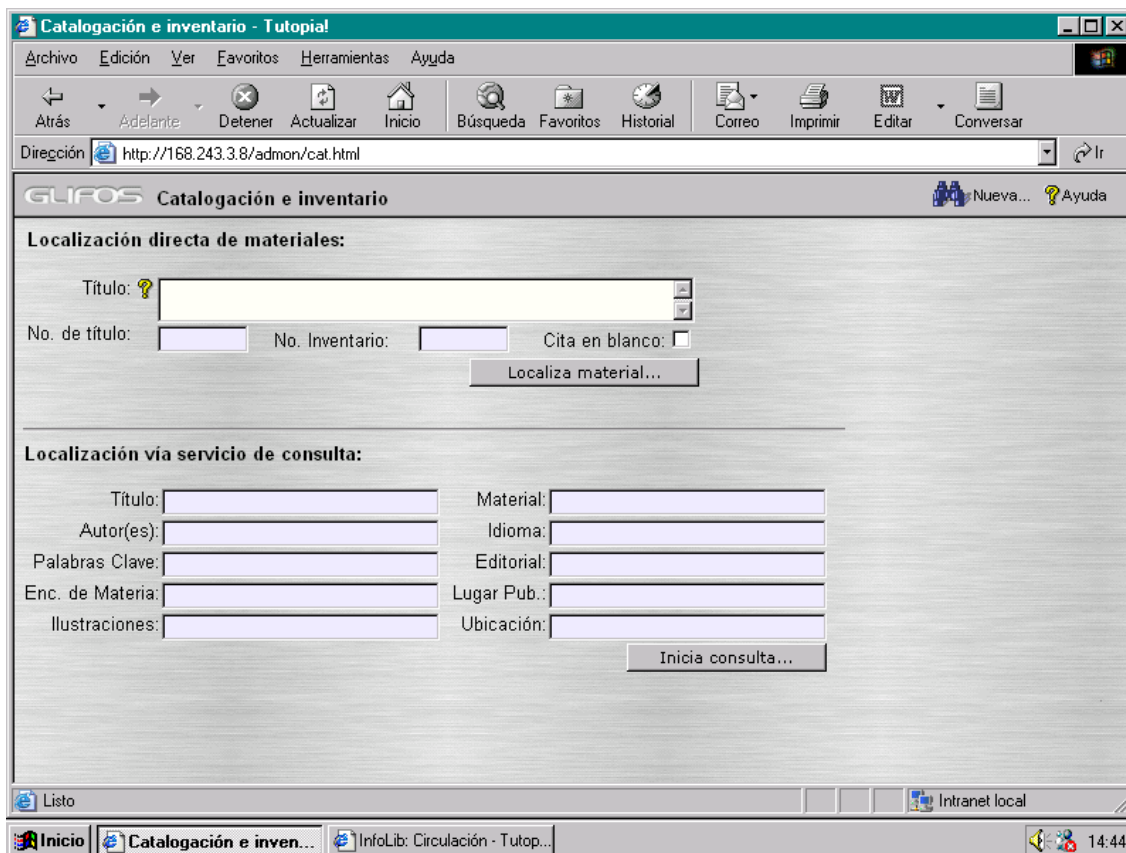 Catalogación e inventario - Tutopia!
Archivo Edición Ver Favoritos Herramientas Ayuda
Atrás Adelante Detener Actualizar Inicio Búsqueda Favoritos Historial Correo Imprimir Editar Conversar
Dirección http://168.243.3.8/admon/cat.html Ir
GLIFOS Catalogación e inventario Nueva... Ayuda
Localización directa de materiales:
Título:
No. de título: No. Inventario: Cita en blanco:
Localiza material...
Localización vía servicio de consulta:
Título: Material:
Autor(es): Idioma:
Palabras Clave: Editorial:
Enc. de Materia: Lugar Pub.:
Ilustraciones: Ubicación:
Inicia consulta...
Listo Intranet local
Inicio Catalogación e inven... InfoLib: Circulación - Tutop... 14:44